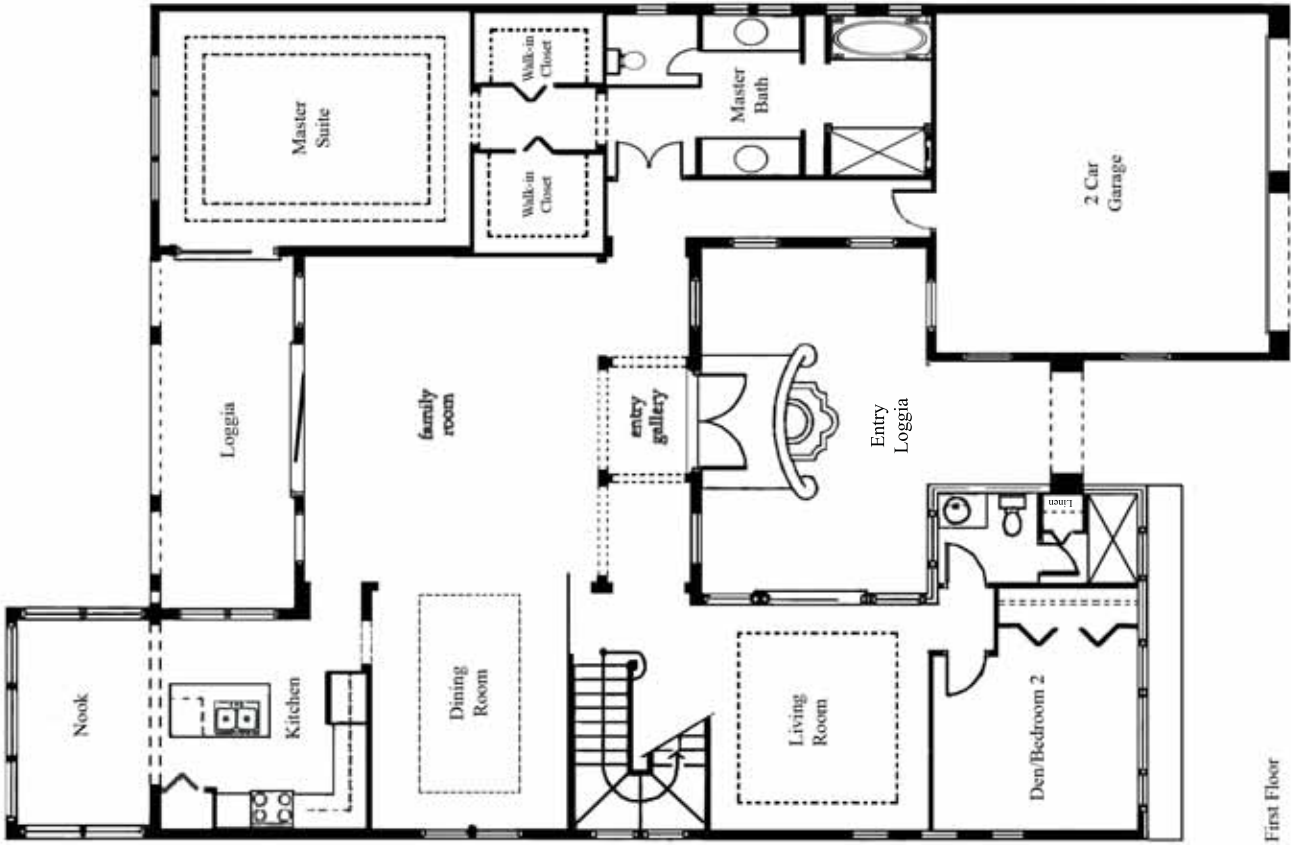 Master
Suite
Walk-in
Closet
Walk-in
Closet
Master
Bath
2 Car
Garage
Loggia
family
room
entry
gallery
Entry
Loggia
Linen
Nook
Kitchen
Dining
Room
Living
Room
Den/Bedroom 2
First Floor